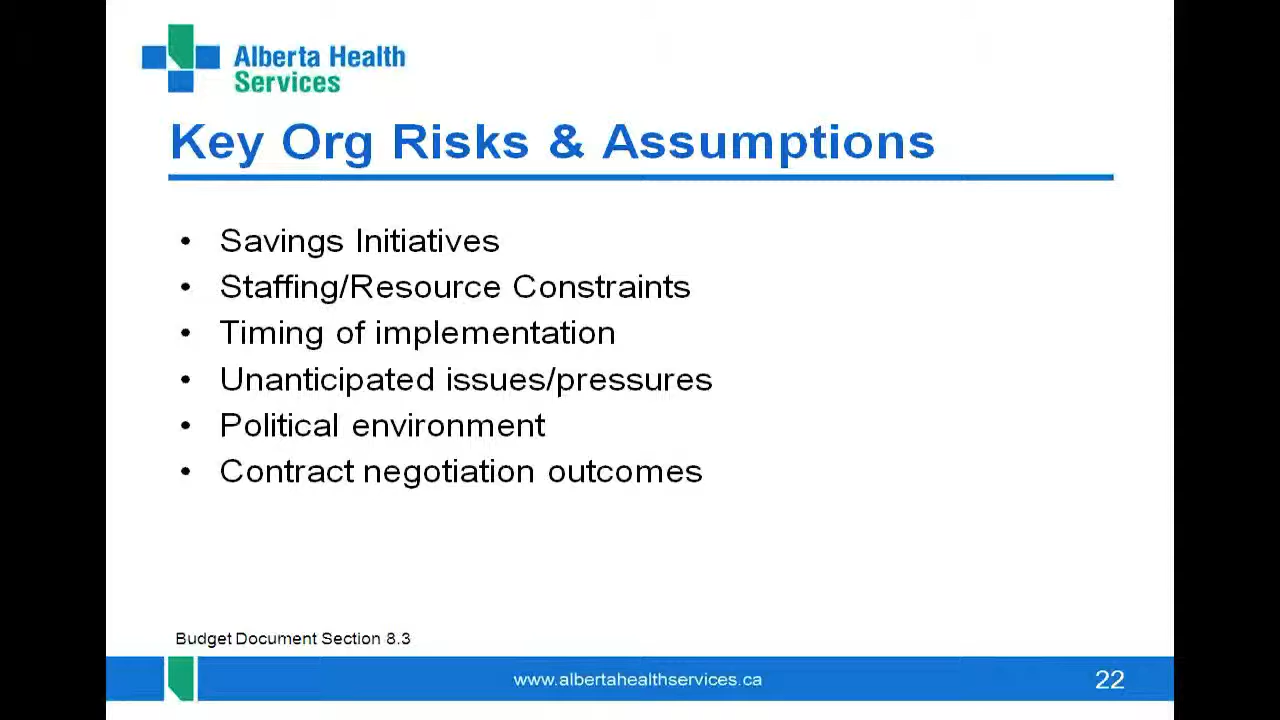 Alberta Health
Services
Key Org Risks & Assumptions
• Savings Initiatives
• Staffing/Resource Constraints
• Timing of implementation
• Unanticipated issues/pressures
• Political environment
• Contract negotiation outcomes
Budget Document Section 8.3
www.albertahealthservices.ca
22